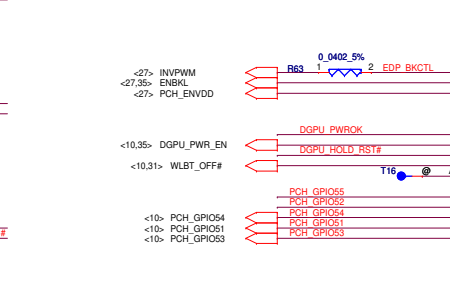 0_0402_5%
<27> INVPWM R63 1 2 EDP_BKCTL
<27,35> ENBKL
<27> PCH_ENVDD
DGPU_PWROK
<10,35> DGPU_PWR_EN
DGPU_HOLD_RST#
<10,31> WLBT_OFF#
T16 @
PCH_GPIO55
PCH_GPIO52
<10> PCH_GPIO54 PCH_GPIO54
<10> PCH_GPIO51 PCH_GPIO51
# <10> PCH_GPIO53 PCH_GPIO53